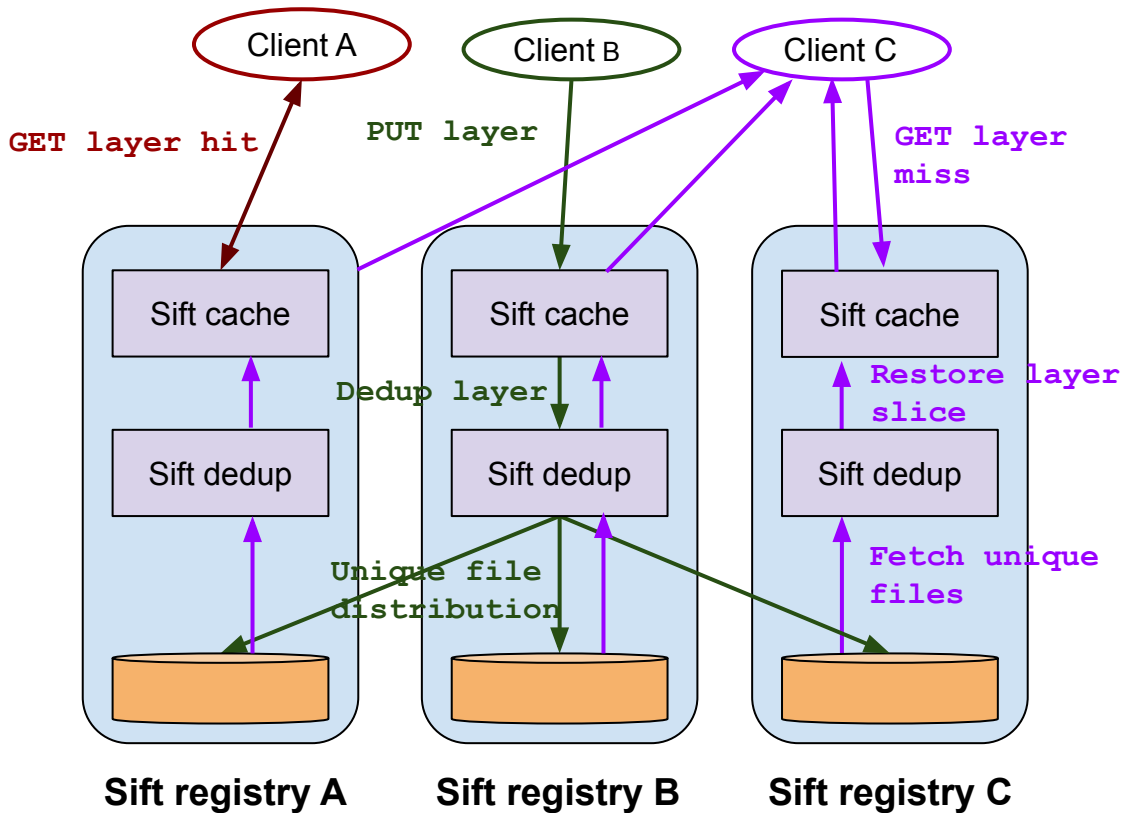 Client A
Client B
Client C
GET layer hit
PUT layer
GET layer
miss
Sift cache
Sift cache
Sift cache
Dedup layer
Restore layer
slice
Sift dedup
Sift dedup
Sift dedup
Unique file
distribution
Fetch unique
files
Sift registry A
Sift registry B
Sift registry C